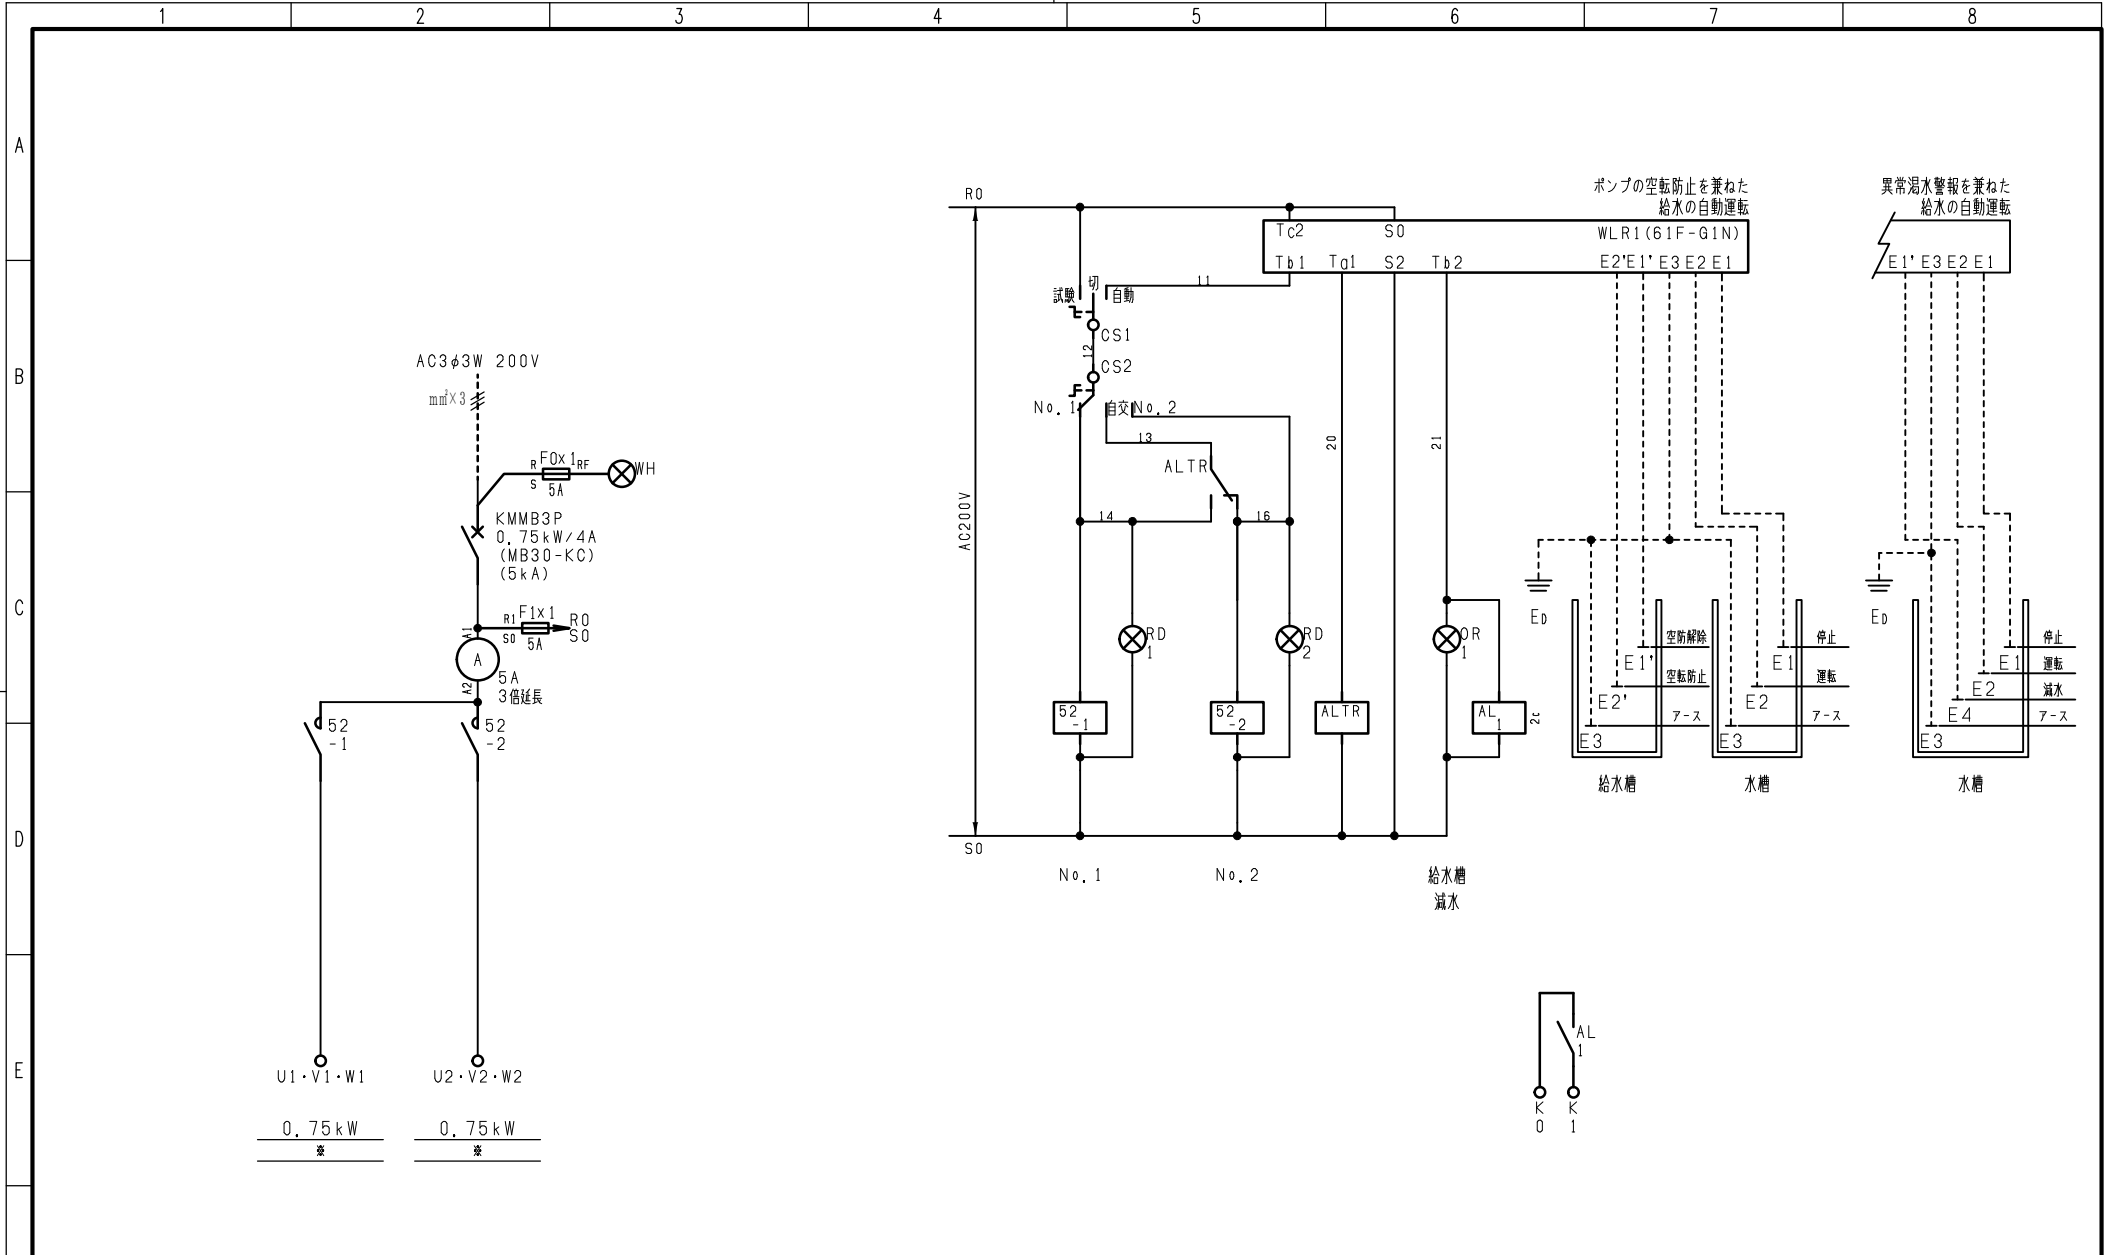 1 2 3 4 5 6 7 8
A
B
C
D
E
AC3φ3W 200V
mm²×3
R F0x1 RF
S 5A
WH
KMMB3P
0.75kW/4A
(MB30-KC)
(5kA)
A1
R1 F1x1 R0
S0 5A S0
A
A2
5A
3倍延長
52
-1
52
-2
U1・V1・W1
U2・V2・W2
0.75kW
※
0.75kW
※
R0
AC200V
S0
試験 切 自動
11
CS1
12
CS2
No.1 自交 No.2
13
ALTR
14
16
20
21
RD
1
RD
2
OR
1
52
-1
52
-2
ALTR
AL
1
2c
No.1
No.2
給水槽
減水
ポンプの空転防止を兼ねた
給水の自動運転
Tc2 S0 WLR1(61F-G1N)
Tb1 Ta1 S2 Tb2 E2' E1' E3 E2 E1
ED
空防解除
E1'
空転防止
E2'
アース
E3
給水槽
停止
E1
運転
E2
アース
E3
水槽
異常渇水警報を兼ねた
給水の自動運転
E1' E3 E2 E1
ED
停止
E1
運転
E2
減水
E4
アース
E3
水槽
AL
1
K K
0 1